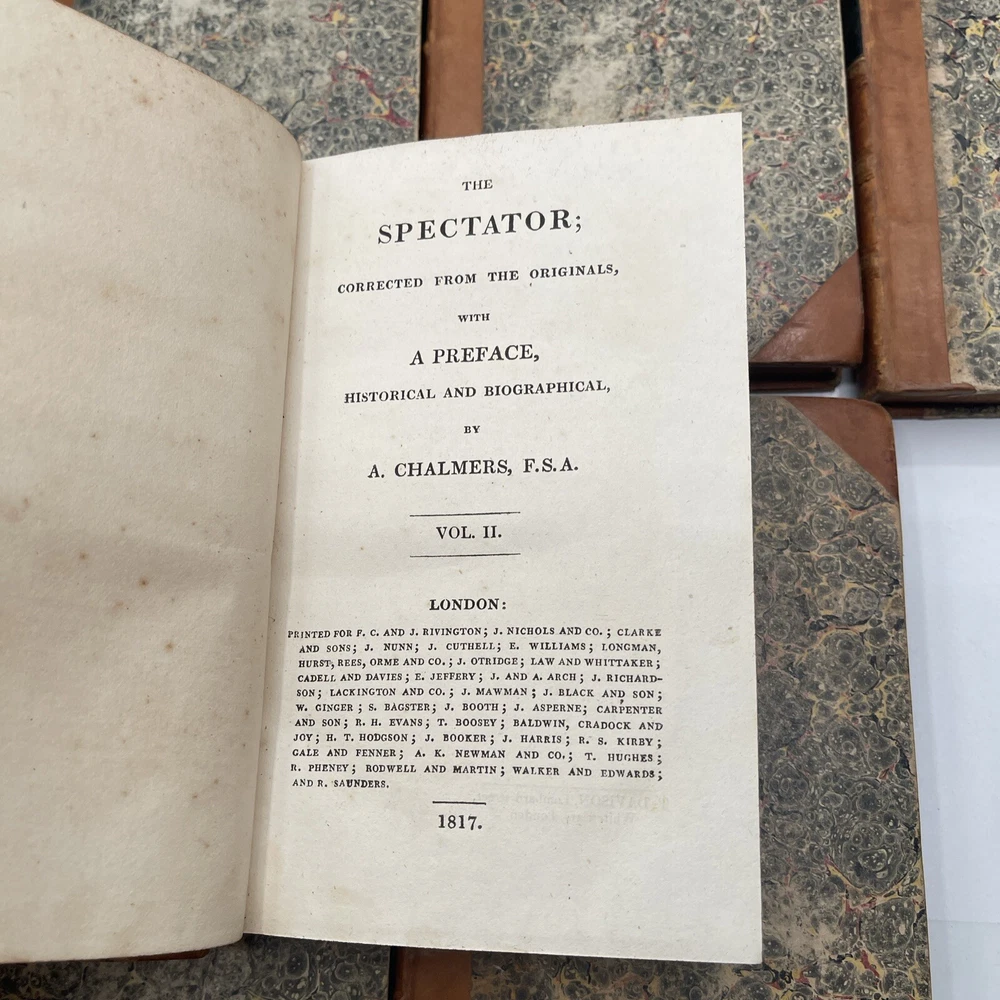 THE
SPECTATOR;
CORRECTED FROM THE ORIGINALS,
WITH
A PREFACE,
HISTORICAL AND BIOGRAPHICAL,
BY
A. CHALMERS, F.S.A.
VOL. II.
LONDON:
PRINTED FOR F. C. AND J. RIVINGTON; J. NICHOLS AND CO.; CLARKE
AND SONS; J. NUNN; J. CUTHELL; E. WILLIAMS; LONGMAN,
HURST, REES, ORME AND CO.; J. OTRIDGE; LAW AND WHITTAKER;
CADELL AND DAVIES; E. JEFFERY; J. AND A. ARCH; J. RICHARD-
SON; LACKINGTON AND CO.; J. MAWMAN; J. BLACK AND SON;
W. GINGER; S. BAGSTER; J. BOOTH; J. ASPERNE; CARPENTER
AND SON; R. H. EVANS; T. BOOSEY; BALDWIN, CRADOCK AND
JOY; H. T. HODGSON; J. BOOKER; J. HARRIS; R. S. KIRBY;
GALE AND FENNER; A. K. NEWMAN AND CO.; T. HUGHES;
R. PHENEY; RODWELL AND MARTIN; WALKER AND EDWARDS;
AND R. SAUNDERS.
1817.